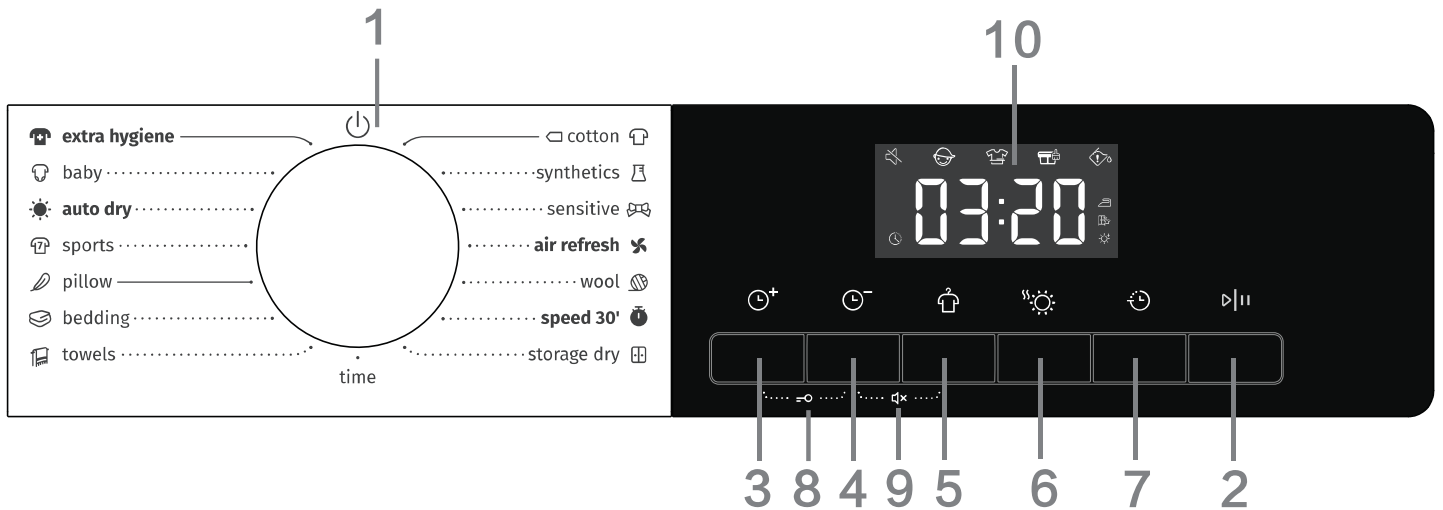 1
10
extra hygiene
cotton
baby
synthetics
auto dry
sensitive
sports
air refresh
pillow
wool
bedding
speed 30'
towels
storage dry
time
7
03:20
3 8 4 9 5 6 7 2